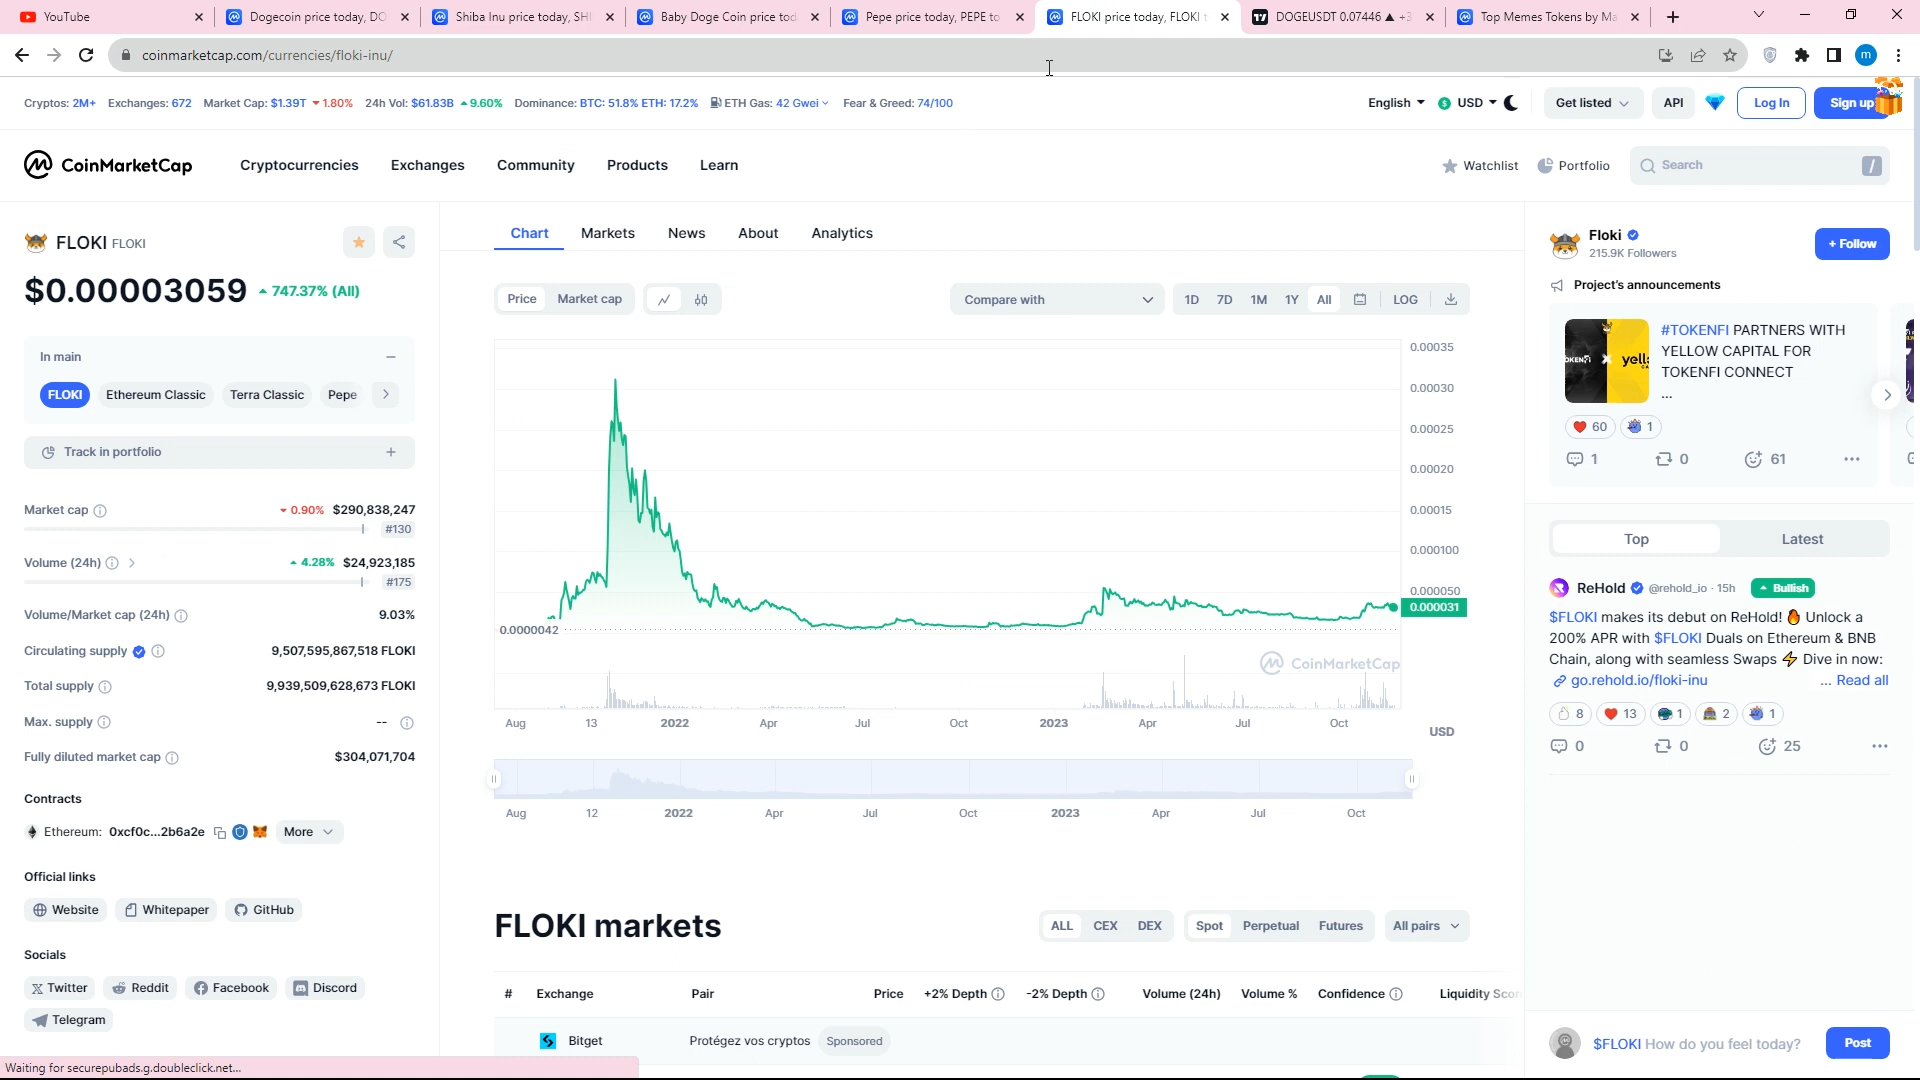 YouTube
Dogecoin price today, DO
Shiba Inu price today, SHI
Baby Doge Coin price tod
Pepe price today, PEPE to
FLOKI price today, FLOKI t
DOGEUSDT 0.07446 ▲ +3
Top Memes Tokens by Ma
coinmarketcap.com/currencies/floki-inu/
m
Cryptos: 2M+ Exchanges: 672 Market Cap: $1.39T 1.80% 24h Vol: $61.83B 9.60% Dominance: BTC: 51.8% ETH: 17.2% ETH Gas: 42 Gwei Fear & Greed: 74/100
English USD Get listed API Log In Sign up
CoinMarketCap
Cryptocurrencies Exchanges Community Products Learn
Watchlist Portfolio Search /
FLOKI FLOKI
$0.00003059 747.37% (All)
In main
FLOKI Ethereum Classic Terra Classic Pepe
Track in portfolio +
Market cap 0.90% $290,838,247
#130
Volume (24h) 4.28% $24,923,185
#175
Volume/Market cap (24h) 9.03%
Circulating supply 9,507,595,867,518 FLOKI
Total supply 9,939,509,628,673 FLOKI
Max. supply --
Fully diluted market cap $304,071,704
Contracts
Ethereum: 0xcf0c...2b6a2e More
Official links
Website Whitepaper GitHub
Socials
Twitter Reddit Facebook Discord
Telegram
Waiting for securepubads.g.doubleclick.net...
Chart Markets News About Analytics
Price Market cap
Compare with
1D 7D 1M 1Y All LOG
0.00035
0.00030
0.00025
0.00020
0.00015
0.000100
0.000050
0.000031
0.0000042
CoinMarketCap
Aug 13 2022 Apr Jul Oct 2023 Apr Jul Oct
USD
Aug 12 2022 Apr Jul Oct 2023 Apr Jul Oct
FLOKI markets
ALL CEX DEX Spot Perpetual Futures All pairs
# Exchange Pair Price +2% Depth -2% Depth Volume (24h) Volume % Confidence Liquidity Scor
Bitget Protégez vos cryptos Sponsored
Floki
215.9K Followers
+ Follow
Project's announcements
#TOKENFI PARTNERS WITH
YELLOW CAPITAL FOR
TOKENFI CONNECT
...
60 1
1 0 61
Top Latest
ReHold @rehold_io · 15h Bullish
$FLOKI makes its debut on ReHold! 🔥 Unlock a
200% APR with $FLOKI Duals on Ethereum & BNB
Chain, along with seamless Swaps ⚡ Dive in now:
go.rehold.io/floki-inu ... Read all
8 13 1 2 1
0 0 25
$FLOKI How do you feel today? Post